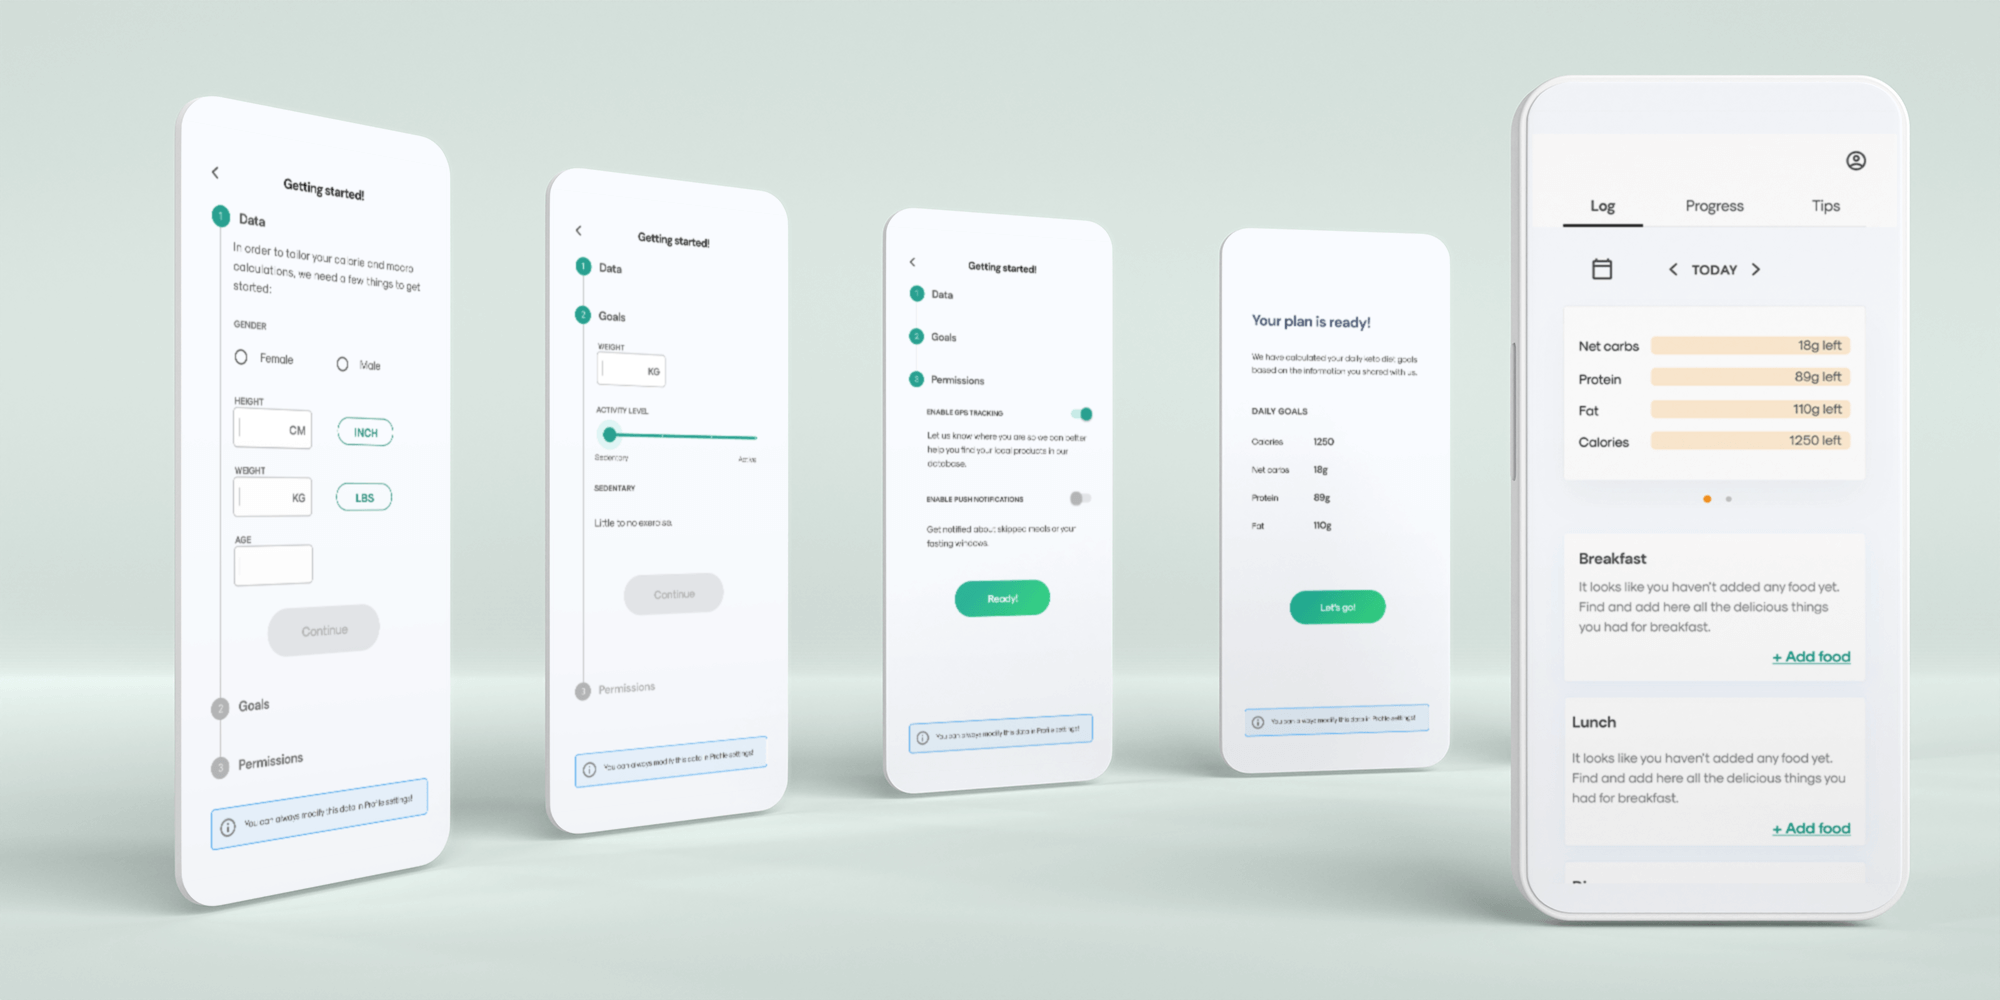 Getting started!
1 Data
In order to tailor your calorie and macro
calculations, we need a few things to get
started:
GENDER
Female
Male
HEIGHT
CM
INCH
WEIGHT
KG
LBS
AGE
Continue
2 Goals
3 Permissions
You can always modify this data in Profile settings!
Getting started!
1 Data
2 Goals
WEIGHT
KG
ACTIVITY LEVEL
Sedentary
Active
SEDENTARY
Little to no exercise.
Continue
3 Permissions
You can always modify this data in Profile settings!
Getting started!
1 Data
2 Goals
3 Permissions
ENABLE GPS TRACKING
Let us know where you are so we can better
help you find your local products in our
database.
ENABLE PUSH NOTIFICATIONS
Get notified about skipped meals or your
fasting windows.
Ready!
You can always modify this data in Profile settings!
Your plan is ready!
We have calculated your daily keto diet goals
based on the information you shared with us.
DAILY GOALS
Calories 1250
Net carbs 18g
Protein 89g
Fat 110g
Let's go!
You can always modify this data in Profile settings!
Log
Progress
Tips
TODAY
Net carbs 18g left
Protein 89g left
Fat 110g left
Calories 1250 left
Breakfast
It looks like you haven't added any food yet.
Find and add here all the delicious things
you had for breakfast.
+ Add food
Lunch
It looks like you haven't added any food yet.
Find and add here all the delicious things you
had for breakfast.
+ Add food